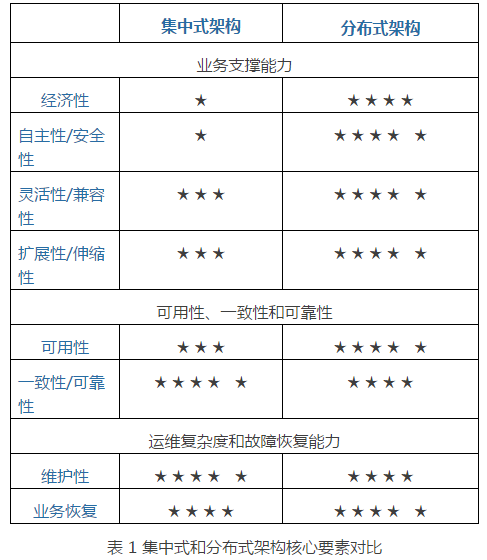 集中式架构 分布式架构
业务支撑能力
经济性 ★ ★★★★
自主性/安全
性 ★ ★★★★ ★
灵活性/兼容
性 ★★★ ★★★★ ★
扩展性/伸缩
性 ★★★ ★★★★ ★
可用性、一致性和可靠性
可用性 ★★★ ★★★★ ★
一致性/可靠
性 ★★★★ ★ ★★★★
运维复杂度和故障恢复能力
维护性 ★★★★ ★ ★★★★
业务恢复 ★★★★ ★★★★ ★
表 1 集中式和分布式架构核心要素对比